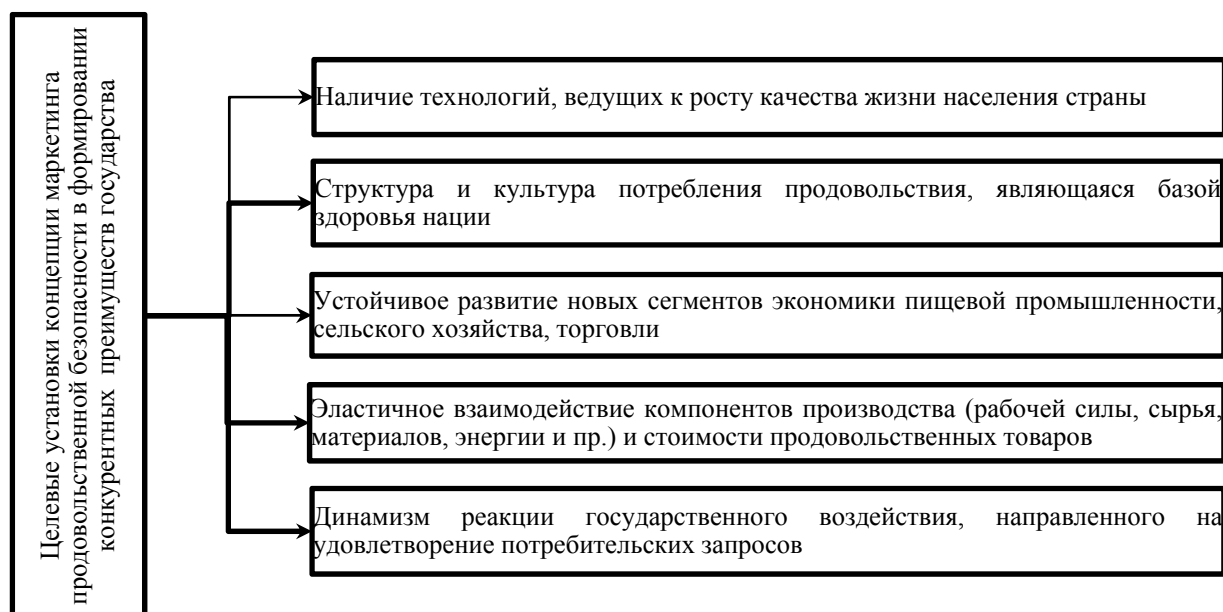 Целевые установки концепции маркетинга
продовольственной безопасности в формировании
конкурентных преимуществ государства
Наличие технологий, ведущих к росту качества жизни населения страны
Структура и культура потребления продовольствия, являющаяся базой
здоровья нации
Устойчивое развитие новых сегментов экономики пищевой промышленности,
сельского хозяйства, торговли
Эластичное взаимодействие компонентов производства (рабочей силы, сырья,
материалов, энергии и пр.) и стоимости продовольственных товаров
Динамизм реакции государственного воздействия, направленного на
удовлетворение потребительских запросов